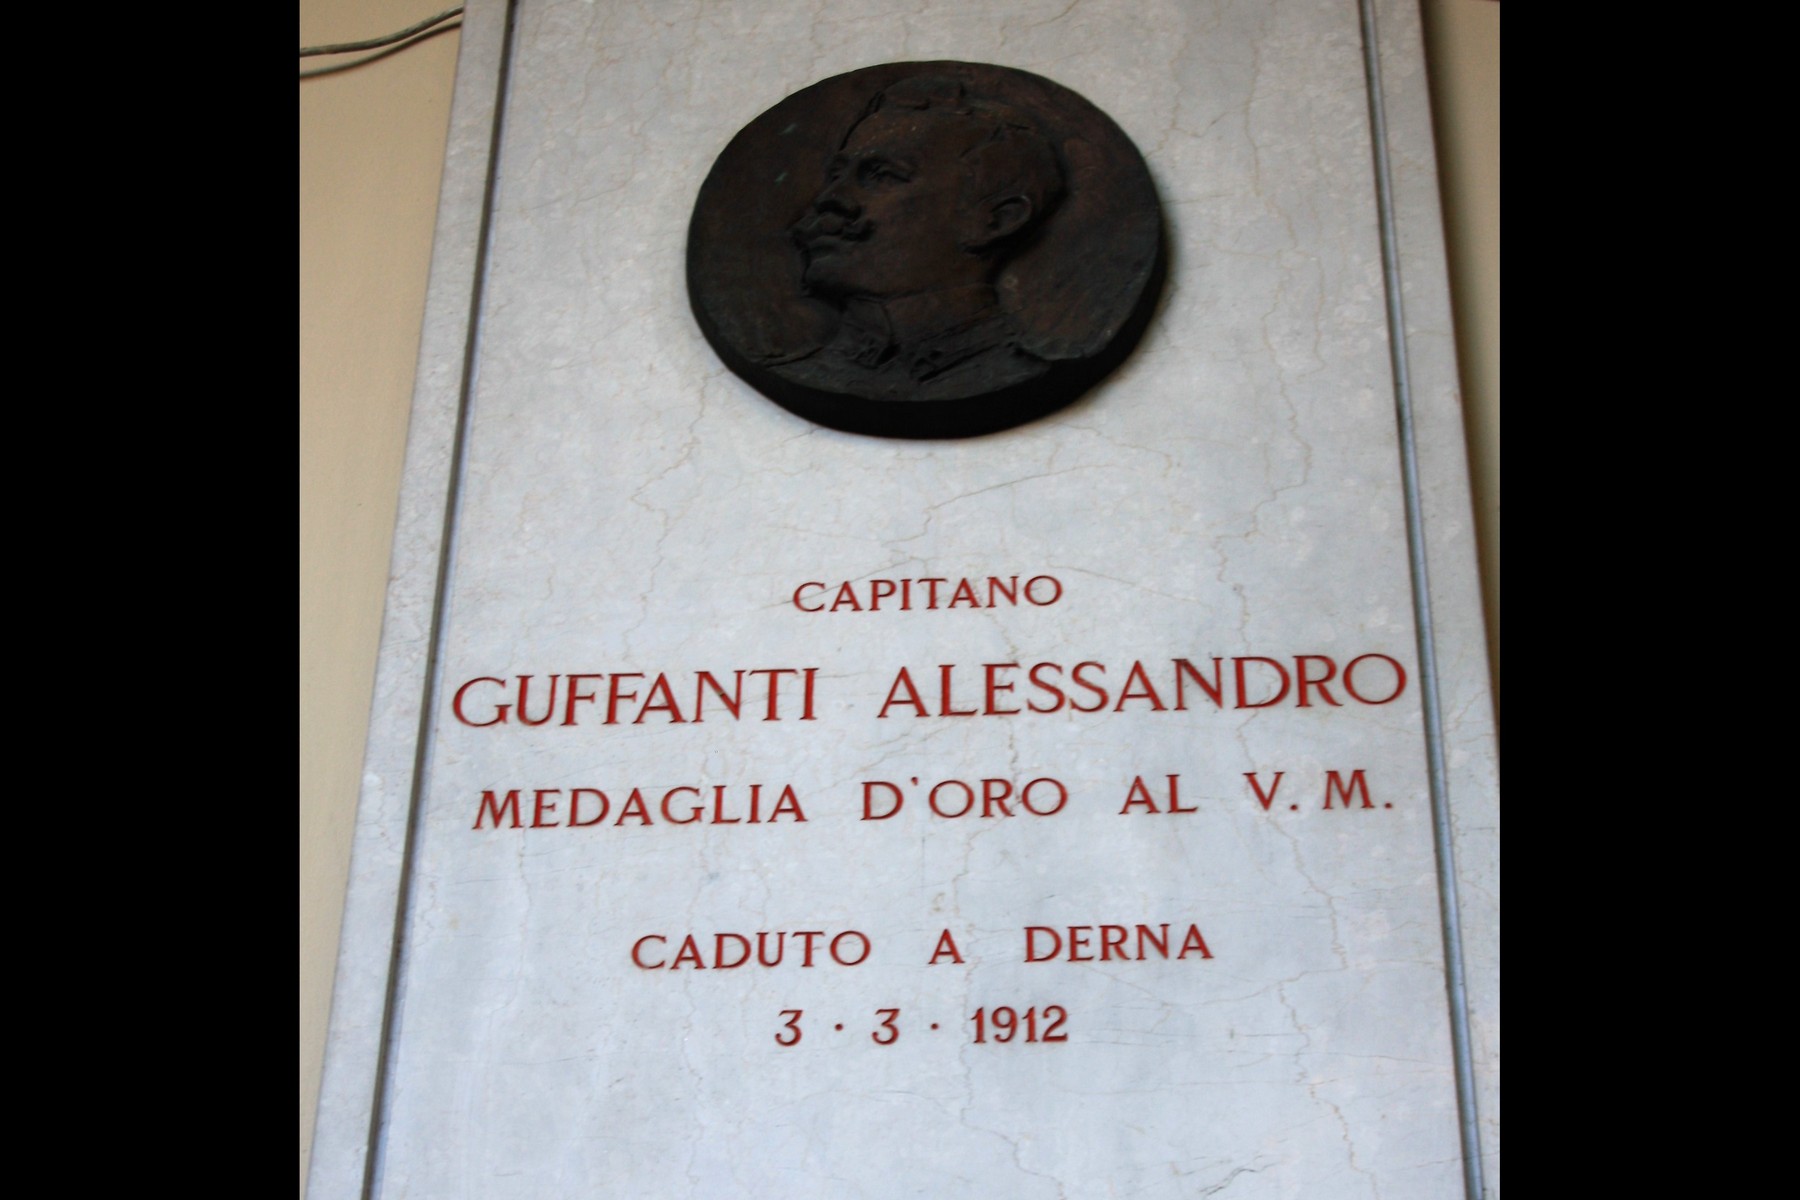 CAPITANO
GUFFANTI ALESSANDRO
MEDAGLIA D'ORO AL V. M.
CADUTO A DERNA
3 · 3 · 1912